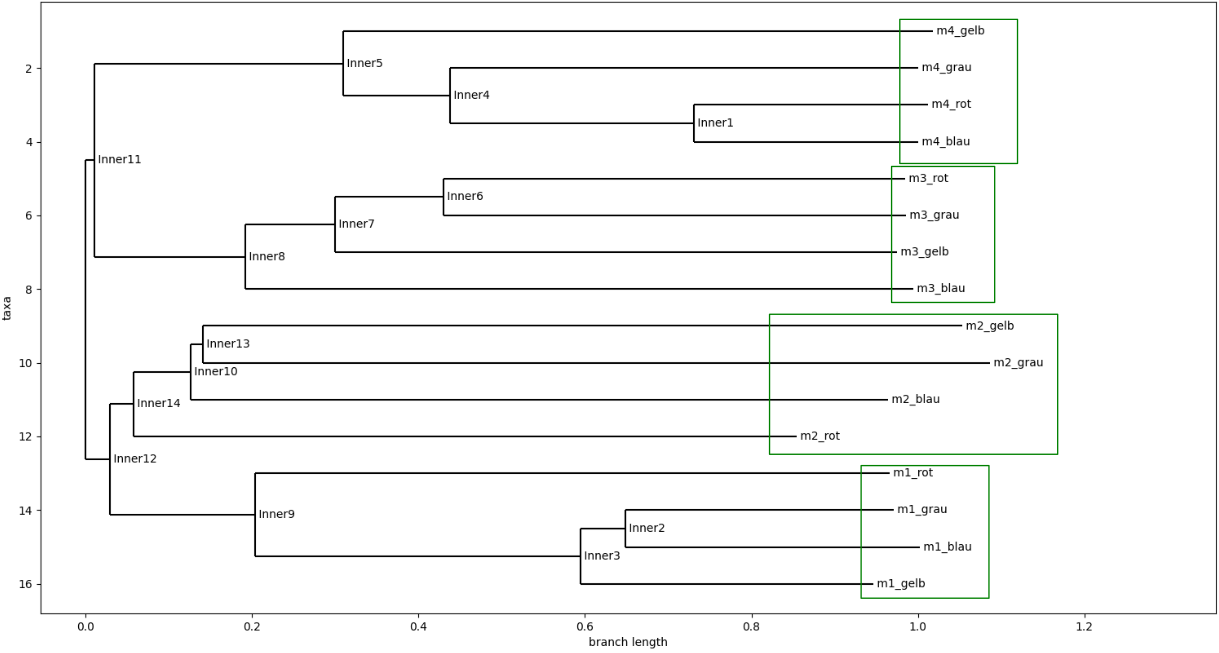 m4_gelb
Inner5
2
m4_grau
Inner4
m4_rot
Inner1
4
m4_blau
Inner11
m3_rot
Inner6
6
m3_grau
Inner7
m3_gelb
Inner8
8
m3_blau
taxa
m2_gelb
Inner13
10
m2_grau
Inner10
m2_blau
Inner14
12
m2_rot
Inner12
m1_rot
14
m1_grau
Inner9
Inner2
m1_blau
Inner3
16
m1_gelb
0.0 0.2 0.4 0.6 0.8 1.0 1.2
branch length